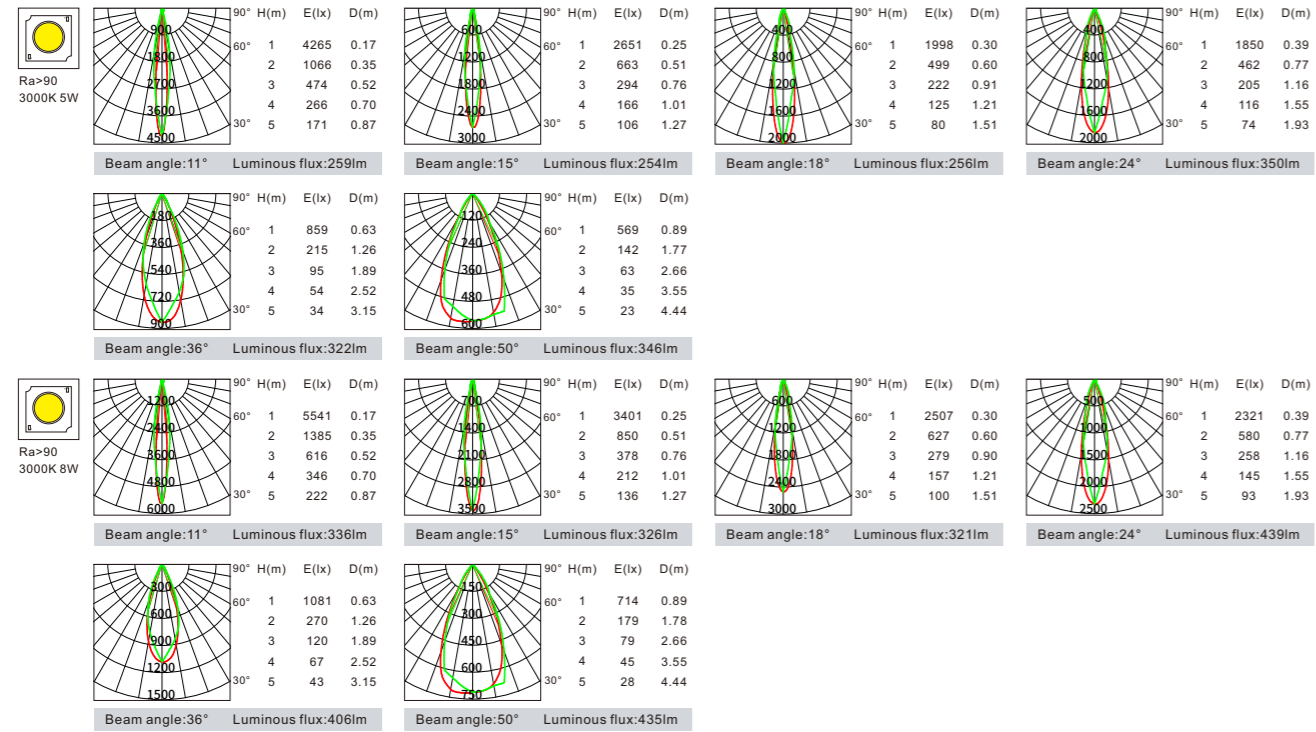 Ra>90
3000K 5W
900
1800
2700
3600
4500
90° H(m) E(lx) D(m)
60° 1 4265 0.17
2 1066 0.35
3 474 0.52
4 266 0.70
30° 5 171 0.87
Beam angle:11° Luminous flux:259lm
600
1200
1800
2400
3000
90° H(m) E(lx) D(m)
60° 1 2651 0.25
2 663 0.51
3 294 0.76
4 166 1.01
30° 5 106 1.27
Beam angle:15° Luminous flux:254lm
400
800
1200
1600
2000
90° H(m) E(lx) D(m)
60° 1 1998 0.30
2 499 0.60
3 222 0.91
4 125 1.21
30° 5 80 1.51
Beam angle:18° Luminous flux:256lm
400
800
1200
1600
2000
90° H(m) E(lx) D(m)
60° 1 1850 0.39
2 462 0.77
3 205 1.16
4 116 1.55
30° 5 74 1.93
Beam angle:24° Luminous flux:350lm
180
360
540
720
900
90° H(m) E(lx) D(m)
60° 1 859 0.63
2 215 1.26
3 95 1.89
4 54 2.52
30° 5 34 3.15
Beam angle:36° Luminous flux:322lm
120
240
360
480
600
90° H(m) E(lx) D(m)
60° 1 569 0.89
2 142 1.77
3 63 2.66
4 35 3.55
30° 5 23 4.44
Beam angle:50° Luminous flux:346lm
Ra>90
3000K 8W
1200
2400
3600
4800
6000
90° H(m) E(lx) D(m)
60° 1 5541 0.17
2 1385 0.35
3 616 0.52
4 346 0.70
30° 5 222 0.87
Beam angle:11° Luminous flux:336lm
700
1400
2100
2800
3500
90° H(m) E(lx) D(m)
60° 1 3401 0.25
2 850 0.51
3 378 0.76
4 212 1.01
30° 5 136 1.27
Beam angle:15° Luminous flux:326lm
600
1200
1800
2400
3000
90° H(m) E(lx) D(m)
60° 1 2507 0.30
2 627 0.60
3 279 0.90
4 157 1.21
30° 5 100 1.51
Beam angle:18° Luminous flux:321lm
500
1000
1500
2000
2500
90° H(m) E(lx) D(m)
60° 1 2321 0.39
2 580 0.77
3 258 1.16
4 145 1.55
30° 5 93 1.93
Beam angle:24° Luminous flux:439lm
300
600
900
1200
1500
90° H(m) E(lx) D(m)
60° 1 1081 0.63
2 270 1.26
3 120 1.89
4 67 2.52
30° 5 43 3.15
Beam angle:36° Luminous flux:406lm
150
300
450
600
750
90° H(m) E(lx) D(m)
60° 1 714 0.89
2 179 1.78
3 79 2.66
4 45 3.55
30° 5 28 4.44
Beam angle:50° Luminous flux:435lm